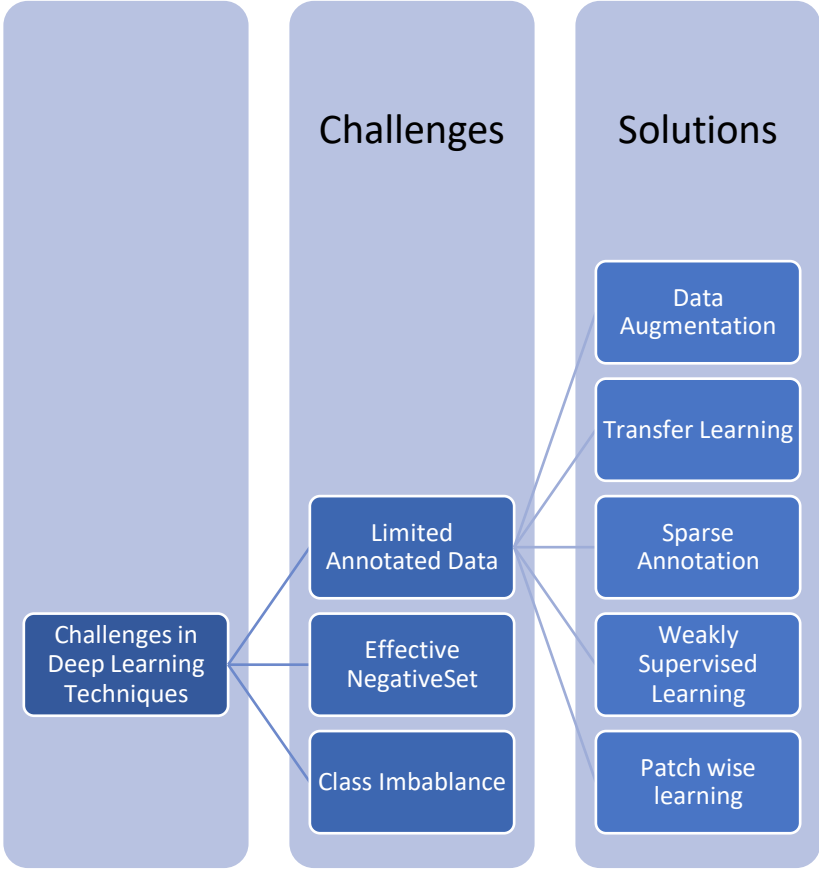 Challenges
Solutions
Challenges in
Deep Learning
Techniques
Limited
Annotated Data
Effective
NegativeSet
Class Imbablance
Data
Augmentation
Transfer Learning
Sparse
Annotation
Weakly
Supervised
Learning
Patch wise
learning